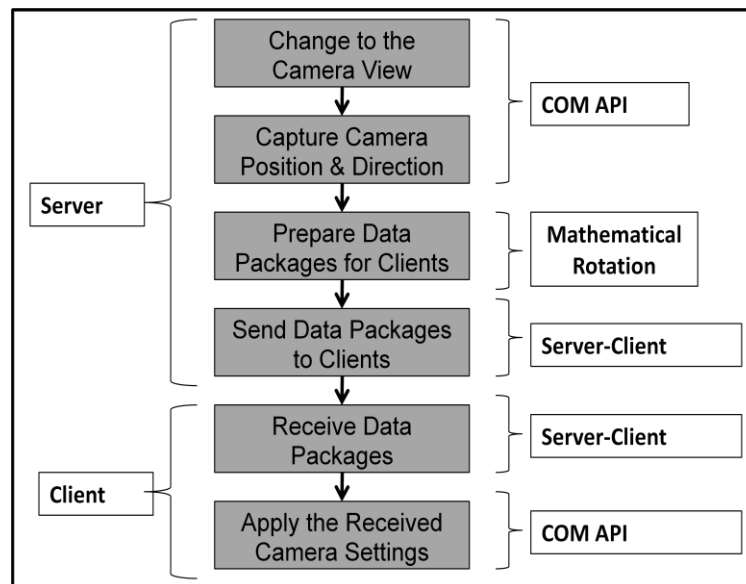 Change to the
Camera View
COM API
Capture Camera
Position & Direction
Server
Prepare Data
Packages for Clients
Mathematical
Rotation
Send Data Packages
to Clients
Server-Client
Receive Data
Packages
Server-Client
Client
Apply the Received
Camera Settings
COM API